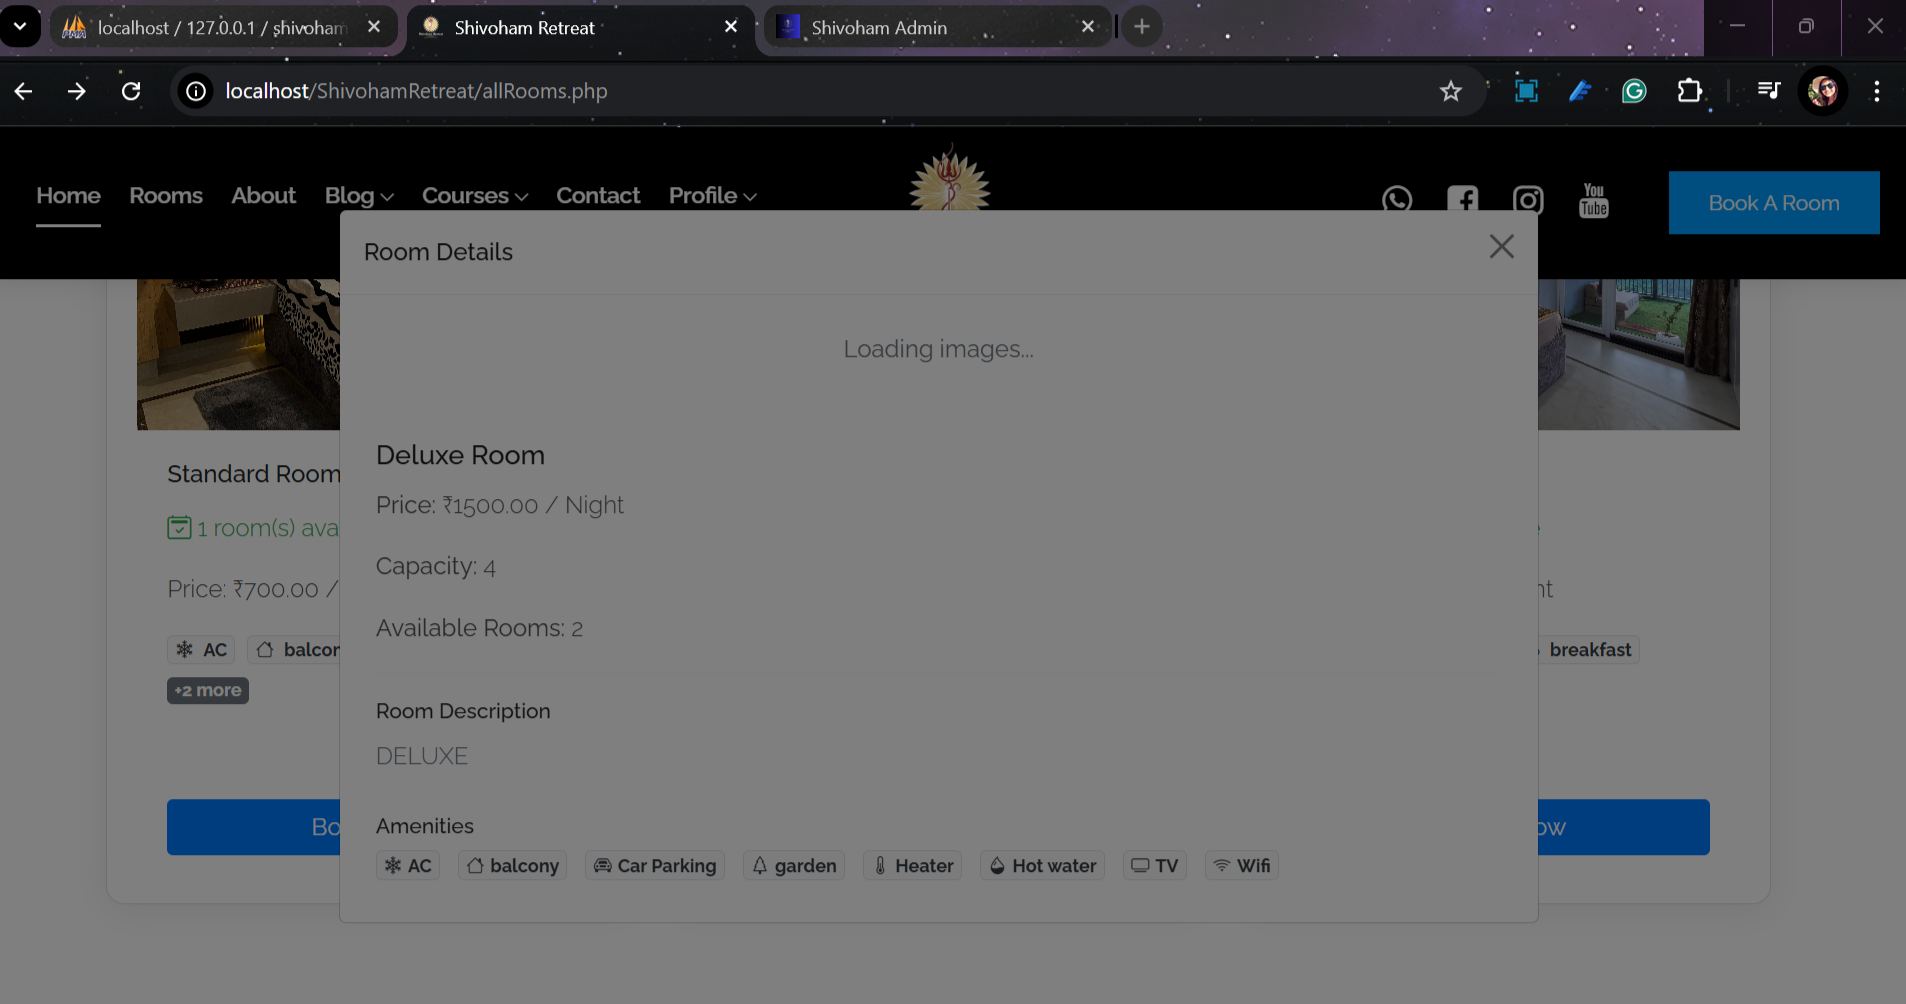 localhost / 127.0.0.1 / shivoham
Shivoham Retreat
Shivoham Admin
localhost/ShivohamRetreat/allRooms.php
Home
Rooms
About
Blog
Courses
Contact
Profile
You
Tube
Book A Room
Room Details
Loading images...
Deluxe Room
Price: ₹1500.00 / Night
Capacity: 4
Available Rooms: 2
Room Description
DELUXE
Amenities
AC
balcony
Car Parking
garden
Heater
Hot water
TV
Wifi
Standard Room
1 room(s) ava
Price: ₹700.00 /
AC
balcor
+2 more
Bo
nt
breakfast
ow